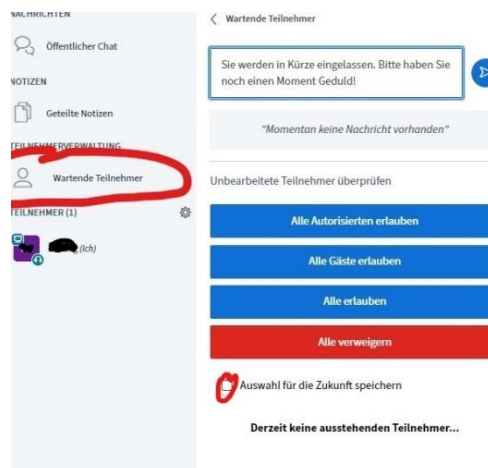 NACHRICHTEN
Öffentlicher Chat
NOTIZEN
Geteilte Notizen
TEILNEHMERVERWALTUNG
Wartende Teilnehmer
TEILNEHMER (1)
(Ich)
Wartende Teilnehmer
Sie werden in Kürze eingelassen. Bitte haben Sie
noch einen Moment Geduld!
"Momentan keine Nachricht vorhanden"
Unbearbeitete Teilnehmer überprüfen
Alle Autorisierten erlauben
Alle Gäste erlauben
Alle erlauben
Alle verweigern
Auswahl für die Zukunft speichern
Derzeit keine ausstehenden Teilnehmer...